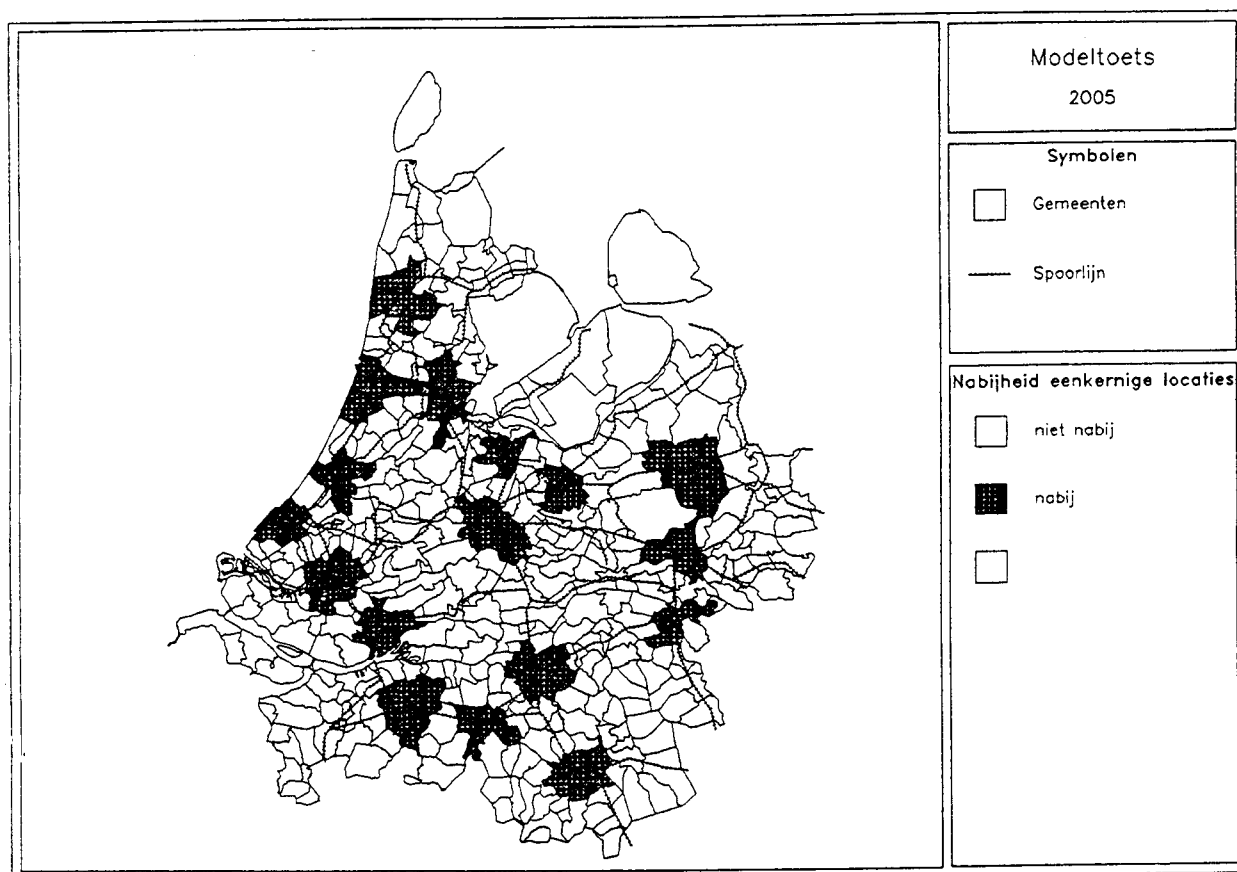 Modeltoets
2005
Symbolen
Gemeenten
Spoorlijn
Nabijheid eenkernige locaties
niet nabij
nabij